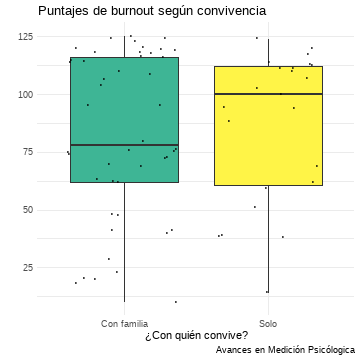 Puntajes de burnout según convivencia
125
100
75
50
25
Con familia Solo
¿Con quién convive?
Avances en Medición Psicólogica